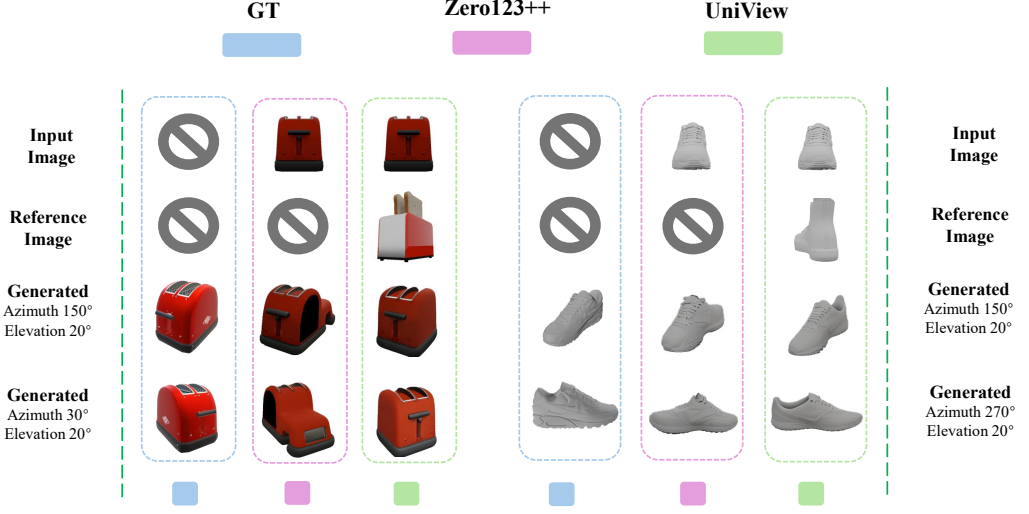 GT
Zero123++
UniView
Input
Image
Input
Image
Reference
Image
Reference
Image
Generated
Azimuth 150°
Elevation 20°
Generated
Azimuth 150°
Elevation 20°
Generated
Azimuth 30°
Elevation 20°
Generated
Azimuth 270°
Elevation 20°